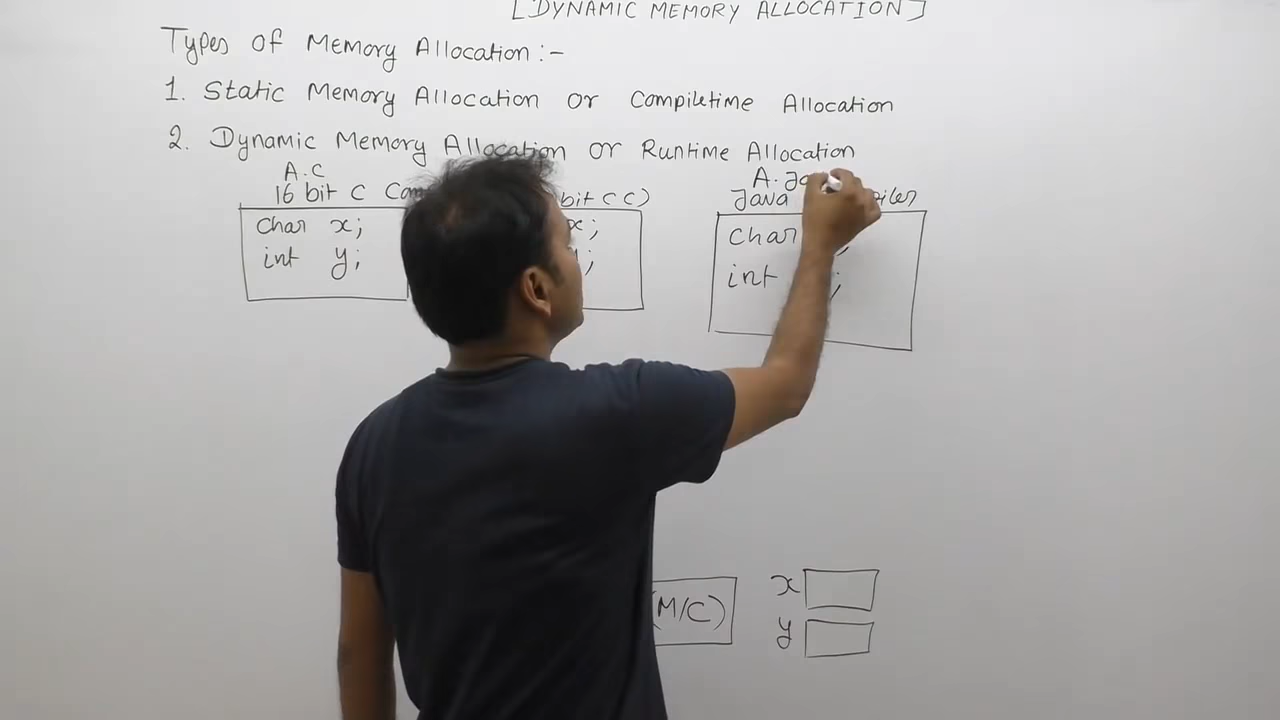 [DYNAMIC MEMORY ALLOCATION]
Types of Memory Allocation :-
1. Static Memory Allocation or Compiletime Allocation
2. Dynamic Memory Allocation or Runtime Allocation
A.C
16 bit C
bit CC)
char x;
int y;
x;
;
A.
Java
char ;
int ;
(M/C)
x
y